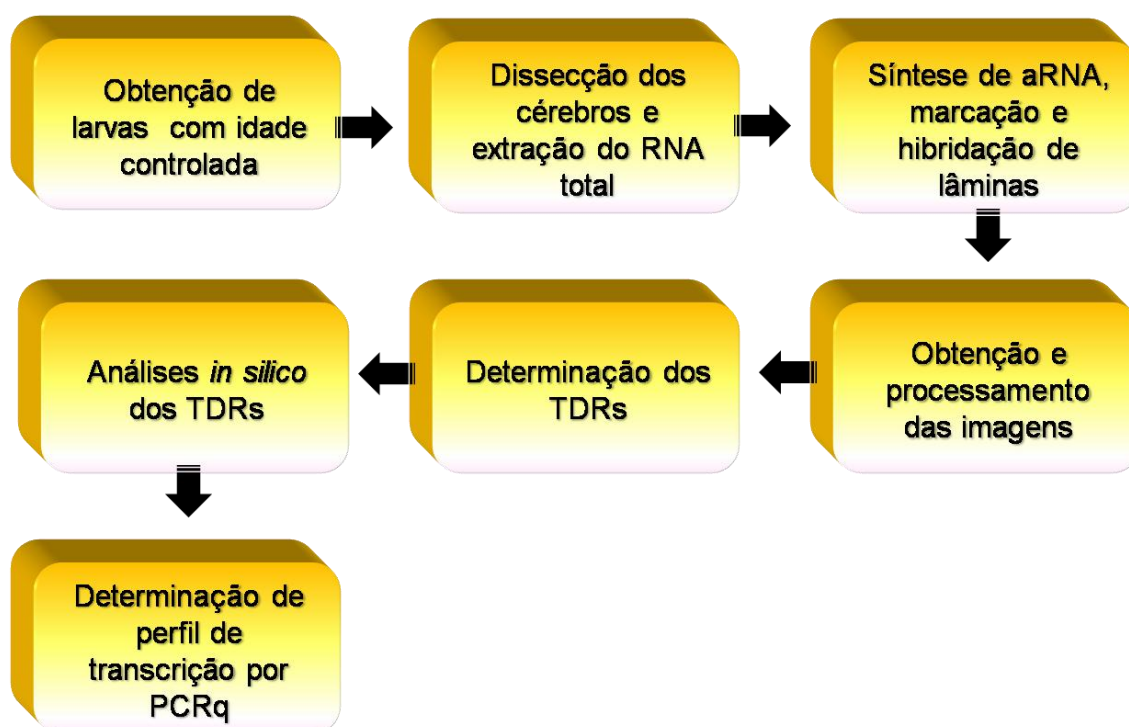 Obtenção de
larvas com idade
controlada
Dissecção dos
cérebros e
extração do RNA
total
Síntese de aRNA,
marcação e
hibridação de
lâminas
Obtenção e
processamento
das imagens
Determinação dos
TDRs
Análises in silico
dos TDRs
Determinação de
perfil de
transcrição por
PCRq